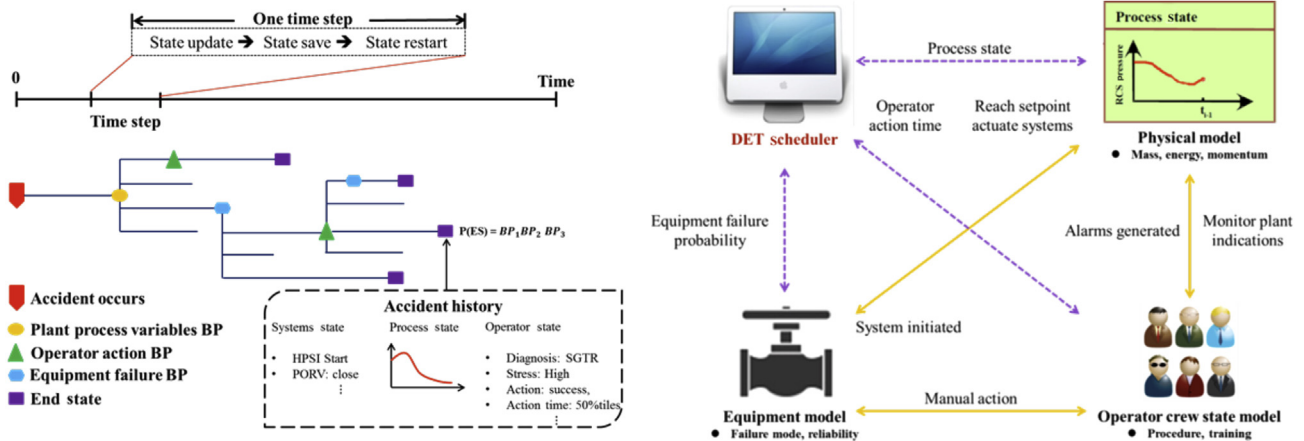 One time step
State update ➔ State save ➔ State restart
0
Time
Time step
P(ES) = BP₁BP₂ BP₃
Accident occurs
Plant process variables BP
Operator action BP
Equipment failure BP
End state
Accident history
Systems state
• HPSI Start
• PORV: close
⋮
Process state
Operator state
• Diagnosis: SGTR
• Stress: High
• Action: success,
• Action time: 50%tiles
⋮
DET scheduler
Process state
Process state
RCS pressure
tᵢ₋₁
Physical model
● Mass, energy, momentum
Operator
action time
Reach setpoint
actuate systems
Equipment failure
probability
Alarms generated
Monitor plant
indications
System initiated
Manual action
Equipment model
● Failure mode, reliability
Operator crew state model
● Procedure, training